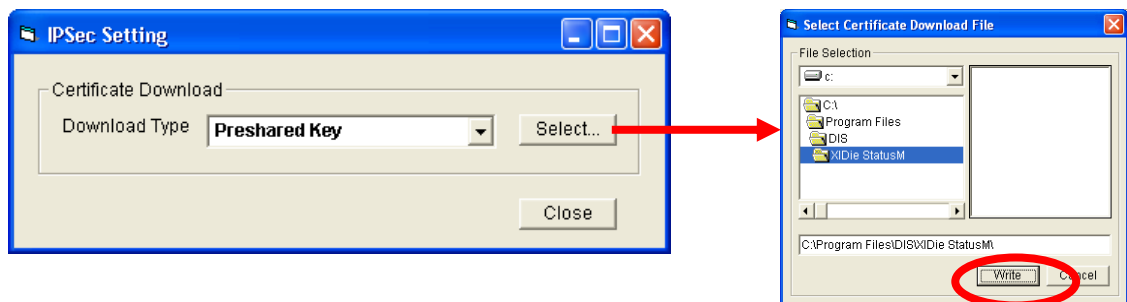 IPSec Setting
Certificate Download
Download Type Preshared Key Select...
Close
Select Certificate Download File
File Selection
c:
C:\
Program Files
DIS
XIDie StatusM
C:\Program Files\DIS\XIDie StatusM\
Write Cancel